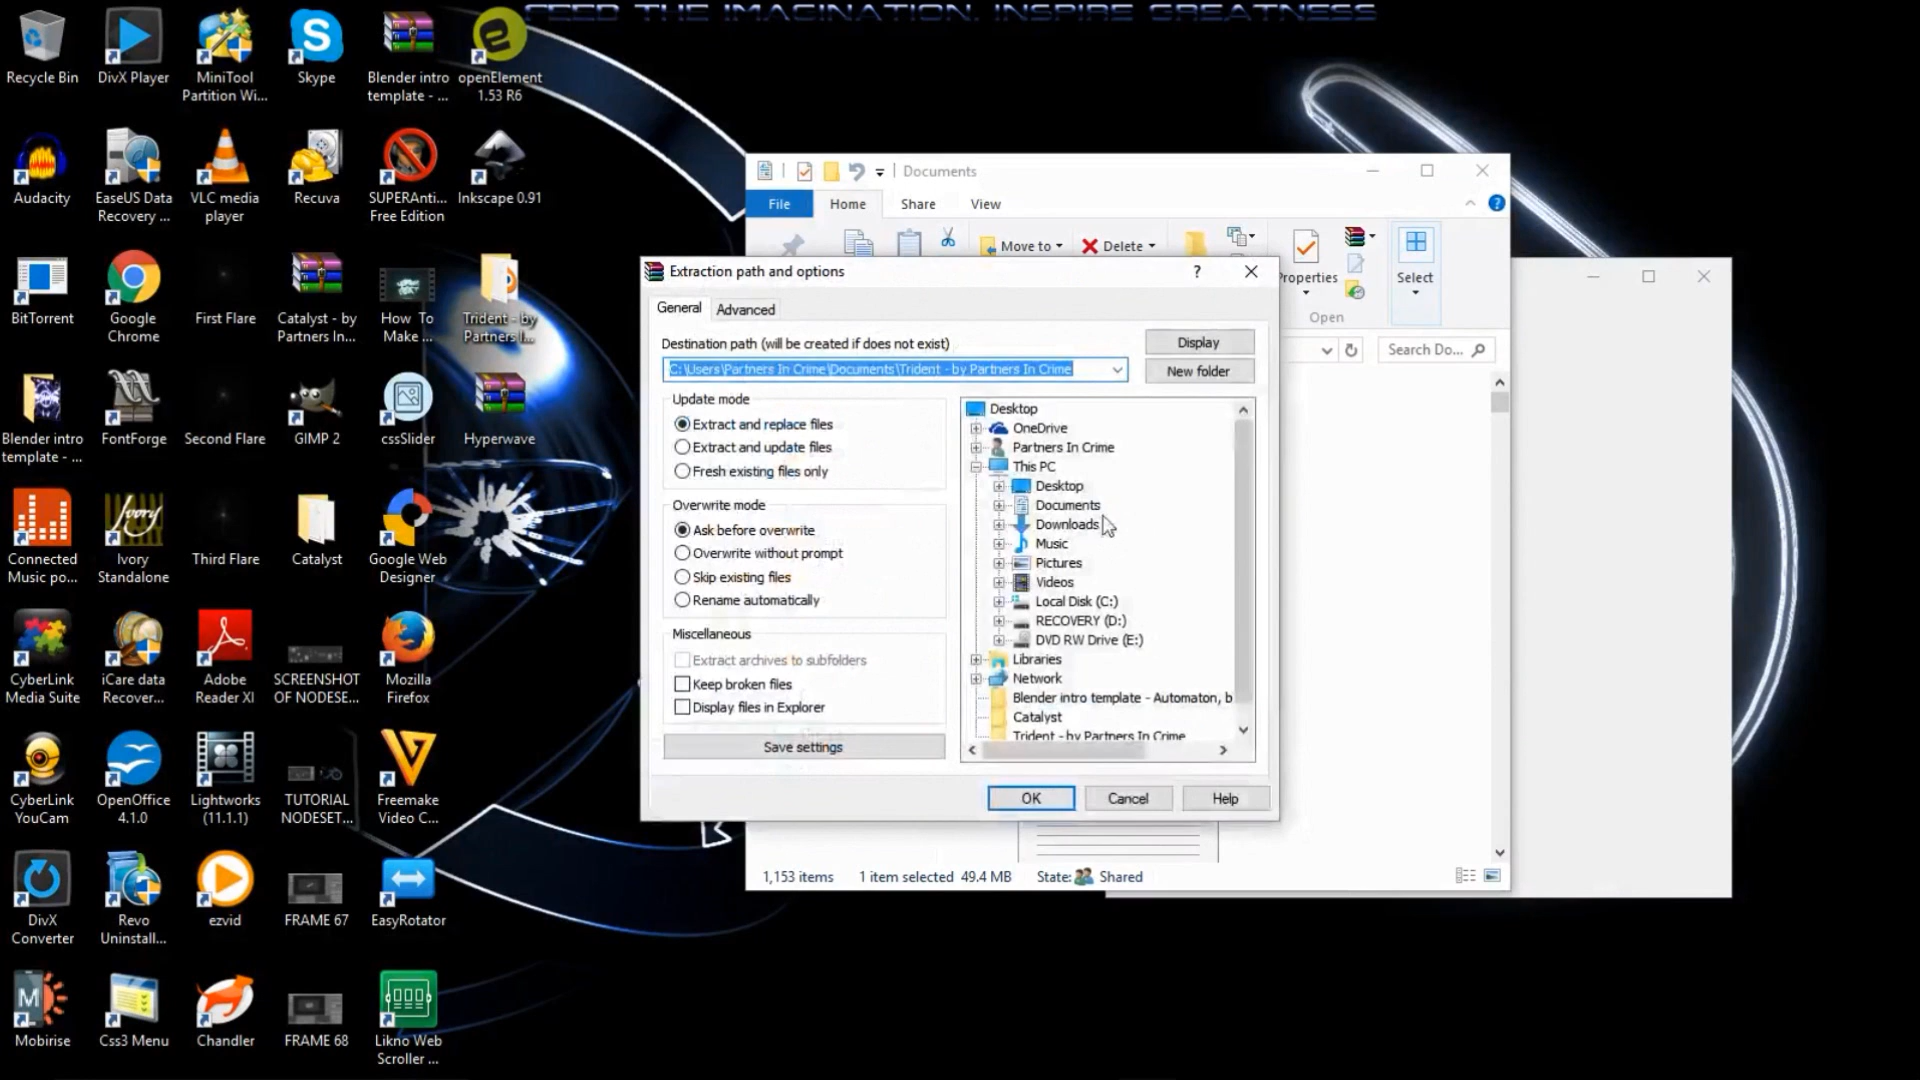 FEED THE IMAGINATION. INSPIRE GREATNESS
Recycle Bin
DivX Player
MiniTool
Partition Wi...
Skype
Blender intro
template - ...
openElement
1.53 R6
Audacity
EaseUS Data
Recovery ...
VLC media
player
Recuva
SUPERAnti...
Free Edition
Inkscape 0.91
BitTorrent
Google
Chrome
First Flare
Catalyst - by
Partners In...
How To
Make ...
Trident - by
Partners I...
Blender intro
template - ...
FontForge
Second Flare
GIMP 2
cssSlider
Hyperwave
Connected
Music po...
Ivory
Ivory
Standalone
Third Flare
Catalyst
Google Web
Designer
CyberLink
Media Suite
iCare data
Recover...
Adobe
Reader XI
SCREENSHOT
OF NODESE...
Mozilla
Firefox
CyberLink
YouCam
OpenOffice
4.1.0
Lightworks
(11.1.1)
TUTORIAL
NODESET...
Freemake
Video C...
DivX
Converter
Revo
Uninstall...
ezvid
FRAME 67
EasyRotator
Mobirise
Css3 Menu
Chandler
FRAME 68
Likno Web
Scroller ...
Documents
File
Home
Share
View
Move to
Delete
Properties
Select
Open
Search Do...
Extraction path and options
General
Advanced
Destination path (will be created if does not exist)
Display
C:\Users\Partners In Crime\Documents\Trident - by Partners In Crime
New folder
Update mode
Extract and replace files
Extract and update files
Fresh existing files only
Overwrite mode
Ask before overwrite
Overwrite without prompt
Skip existing files
Rename automatically
Miscellaneous
Extract archives to subfolders
Keep broken files
Display files in Explorer
Save settings
Desktop
OneDrive
Partners In Crime
This PC
Desktop
Documents
Downloads
Music
Pictures
Videos
Local Disk (C:)
RECOVERY (D:)
DVD RW Drive (E:)
Libraries
Network
Blender intro template - Automaton, b
Catalyst
Trident - by Partners In Crime
OK
Cancel
Help
1,153 items
1 item selected 49.4 MB
State: Shared